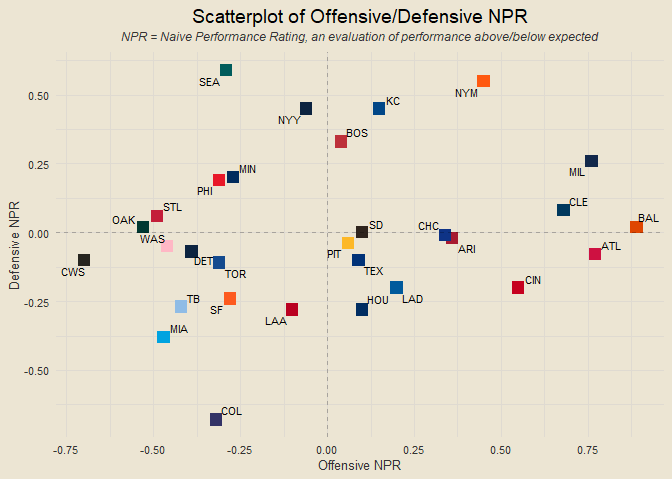 Scatterplot of Offensive/Defensive NPR
NPR = Naive Performance Rating, an evaluation of performance above/below expected
SEA
NYM
0.50
KC
NYY
BOS
MIL
0.25
MIN
PHI
CLE
STL
OAK
BAL
SD
CHC
0.00
WAS
ARI
ATL
PIT
DET
CWS
TOR
TEX
CIN
TB
HOU
LAD
-0.25
SF
LAA
MIA
-0.50
COL
-0.75
-0.50
-0.25
0.00
0.25
0.50
0.75
Offensive NPR
Defensive NPR